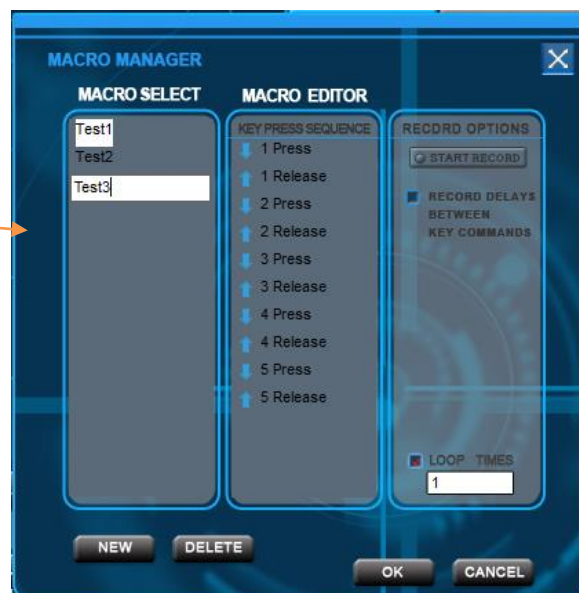 MACRO MANAGER
MACRO SELECT
Test1
Test2
Test3
MACRO EDITOR
KEY PRESS SEQUENCE
1 Press
1 Release
2 Press
2 Release
3 Press
3 Release
4 Press
4 Release
5 Press
5 Release
RECORD OPTIONS
START RECORD
RECORD DELAYS
BETWEEN
KEY COMMANDS
LOOP TIMES
1
NEW
DELETE
OK
CANCEL